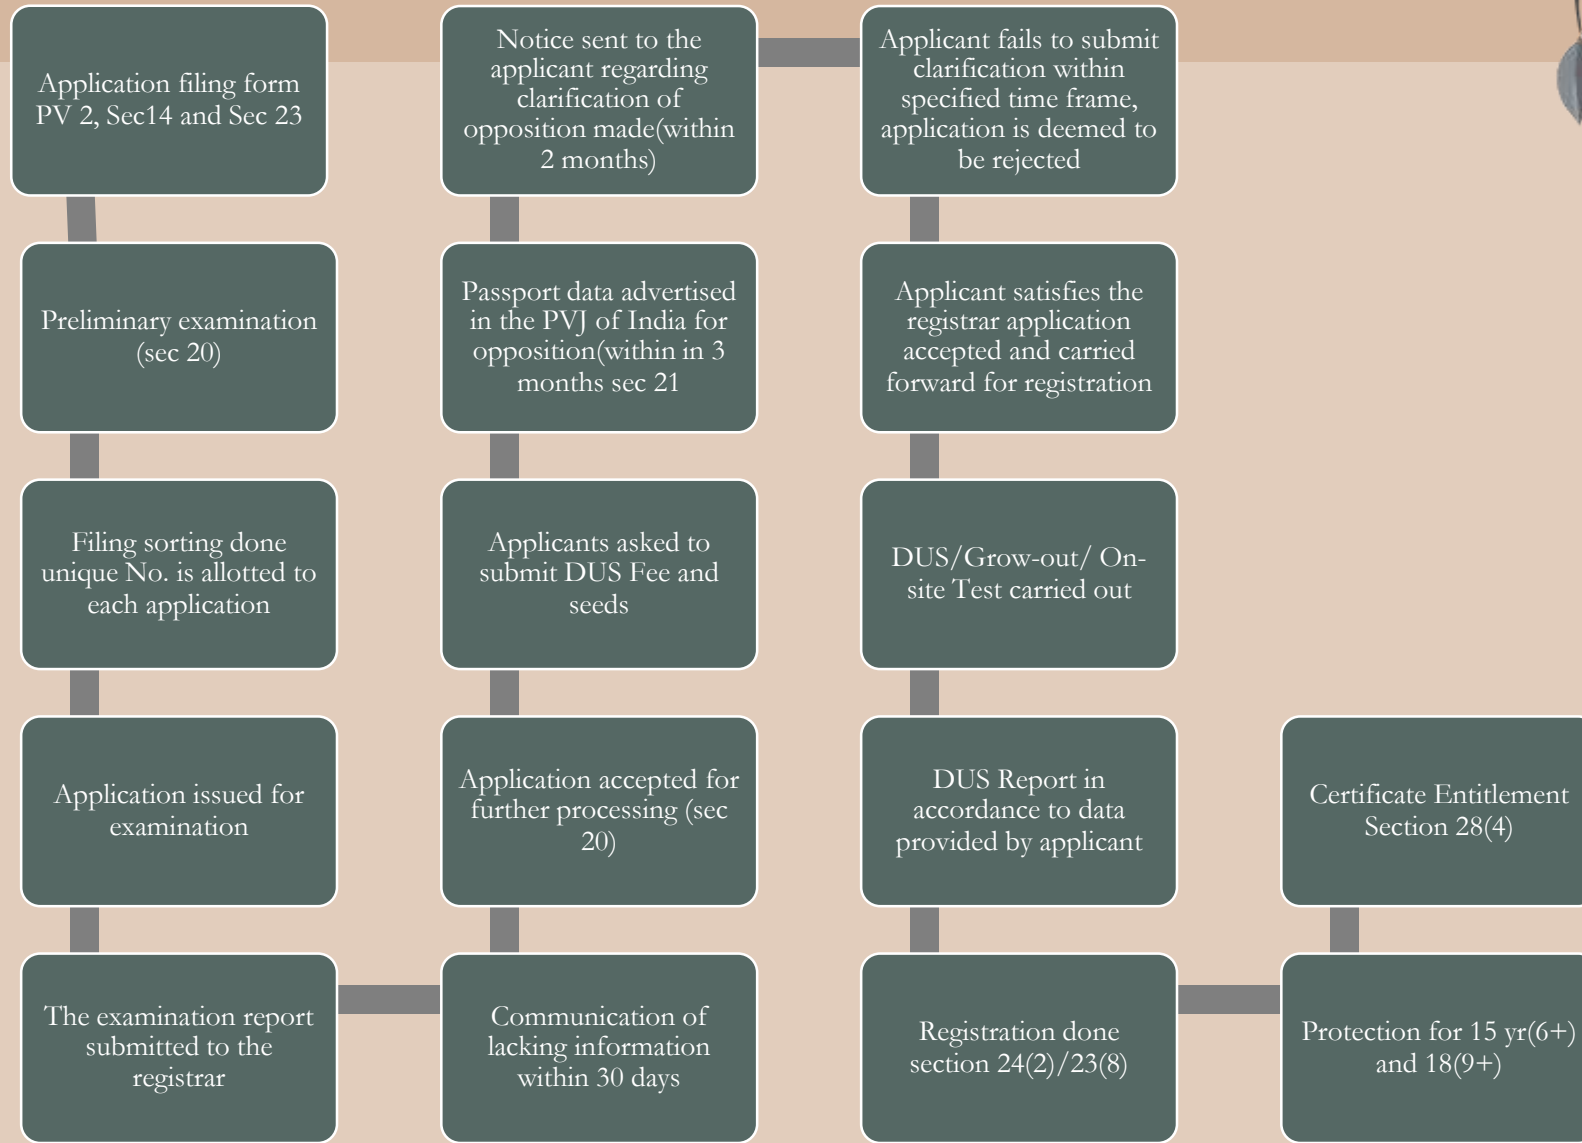 Application filing form
PV 2, Sec14 and Sec 23
Preliminary examination
(sec 20)
Filing sorting done
unique No. is allotted to
each application
Application issued for
examination
The examination report
submitted to the
registrar
Communication of
lacking information
within 30 days
Application accepted for
further processing (sec
20)
Applicants asked to
submit DUS Fee and
seeds
Passport data advertised
in the PVJ of India for
opposition(within in 3
months sec 21
Notice sent to the
applicant regarding
clarification of
opposition made(within
2 months)
Applicant fails to submit
clarification within
specified time frame,
application is deemed to
be rejected
Applicant satisfies the
registrar application
accepted and carried
forward for registration
DUS/Grow-out/ On-
site Test carried out
DUS Report in
accordance to data
provided by applicant
Registration done
section 24(2)/23(8)
Protection for 15 yr(6+)
and 18(9+)
Certificate Entitlement
Section 28(4)